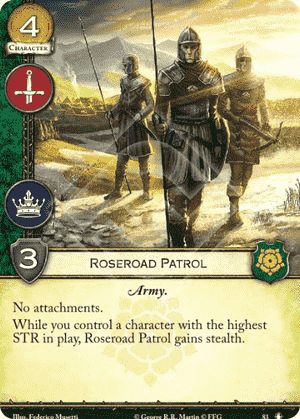 4
CHARACTER
3
ROSEROAD PATROL
Army.
No attachments.
While you control a character with the highest
STR in play, Roseroad Patrol gains stealth.
Illus. Federico Musetti
© George R.R. Martin © FFG
83